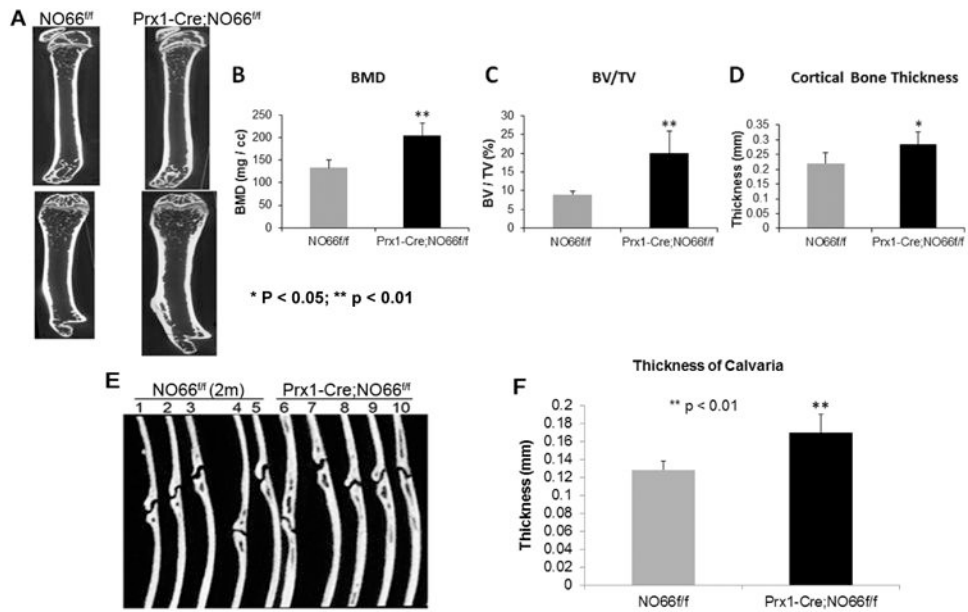 A
NO66f/f
Prx1-Cre;NO66f/f
B
BMD
BMD (mg / cc)
250
200
150
100
50
0
**
NO66f/f
Prx1-Cre;NO66f/f
C
BV/TV
BV / TV (%)
30
25
20
15
10
5
0
**
NO66f/f
Prx1-Cre;NO66f/f
D
Cortical Bone Thickness
Thickness (mm)
0.35
0.3
0.25
0.2
0.15
0.1
0.05
0
*
NO66f/f
Prx1-Cre;NO66f/f
* P < 0.05; ** p < 0.01
E
NO66f/f (2m)
Prx1-Cre;NO66f/f
1 2 3 4 5 6 7 8 9 10
F
Thickness of Calvaria
** p < 0.01
Thickness (mm)
0.2
0.18
0.16
0.14
0.12
0.1
0.08
0.06
0.04
0.02
0
**
NO66f/f
Prx1-Cre;NO66f/f